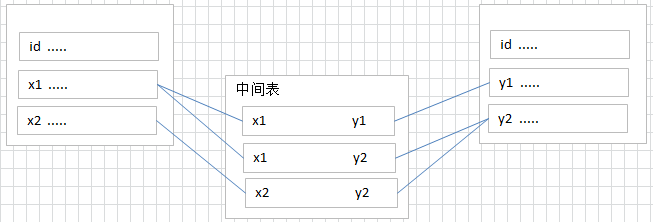 id .....
x1 .....
x2 .....
中间表
x1 y1
x1 y2
x2 y2
id .....
y1 .....
y2 .....